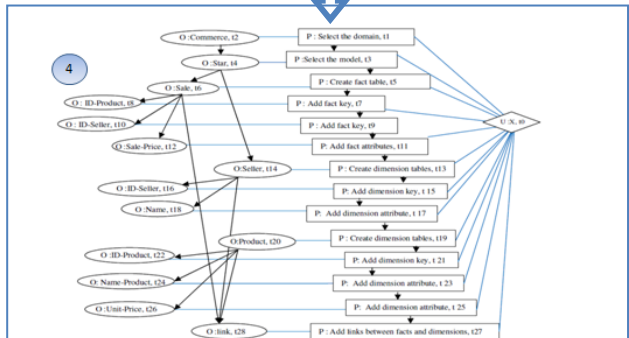 O :Commerce, t2
P : Select the domain, t1
O :Star, t4
P :Select the model, t3
4
O :Sale, t6
P : Create fact table, t5
O : ID-Product, t8
P : Add fact key, t7
O : ID-Seller, t10
P : Add fact key, t9
U :X, t0
O :Sale-Price, t12
P : Add fact attributes, t11
O :Seller, t14
P : Create dimension tables, t13
O :ID-Seller, t16
P : Add dimension key, t 15
O :Name, t18
P: Add dimension attribute, t 17
O:Product, t20
P : Create dimension tables, t19
O :ID-Product, t22
P: Add dimension key, t 21
O : Name-Product, t24
P: Add dimension attribute, t 23
O :Unit-Price, t26
P: Add dimension attribute, t 25
O :link, t28
P : Add links between facts and dimensions, t27